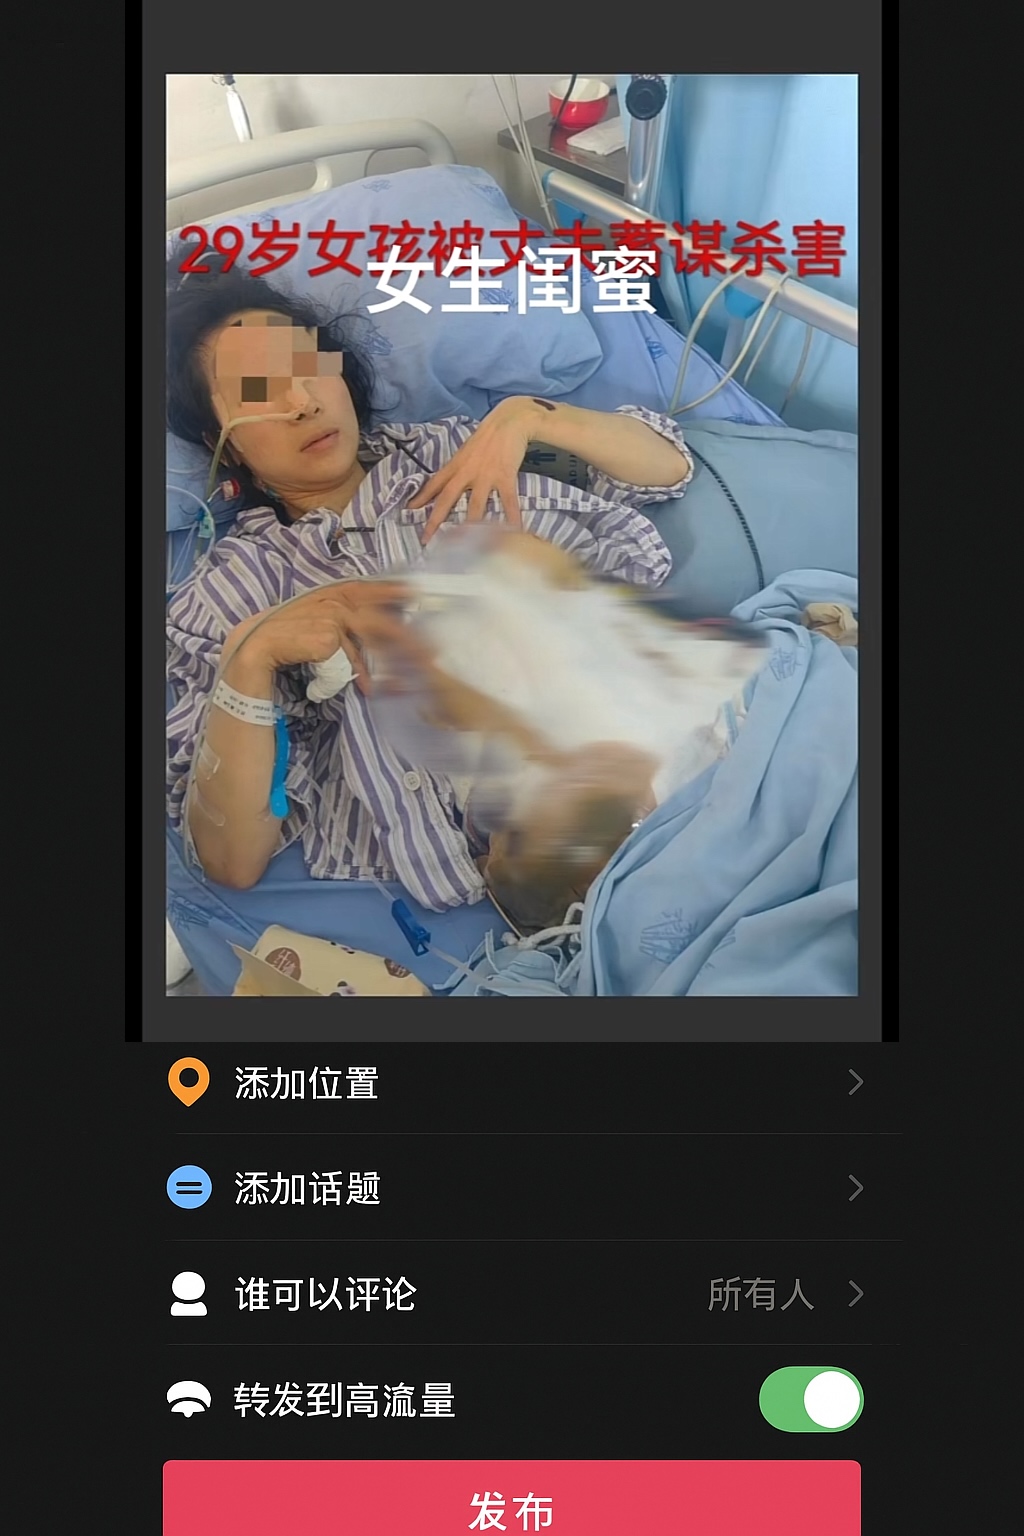 29岁女孩被丈夫蓄谋杀害
女生闺蜜
添加位置
添加话题
谁可以评论
所有人
转发到高流量
发布